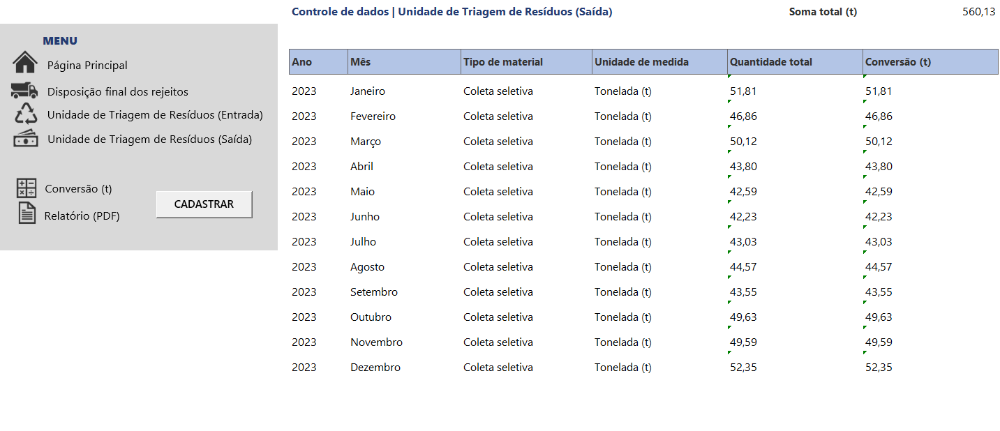 Controle de dados | Unidade de Triagem de Resíduos (Saída) Soma total (t) 560,13
MENU
Página Principal
Disposição final dos rejeitos
Unidade de Triagem de Resíduos (Entrada)
Unidade de Triagem de Resíduos (Saída)
Conversão (t)
Relatório (PDF)
CADASTRAR
Ano Mês Tipo de material Unidade de medida Quantidade total Conversão (t)
2023 Janeiro Coleta seletiva Tonelada (t) 51,81 51,81
2023 Fevereiro Coleta seletiva Tonelada (t) 46,86 46,86
2023 Março Coleta seletiva Tonelada (t) 50,12 50,12
2023 Abril Coleta seletiva Tonelada (t) 43,80 43,80
2023 Maio Coleta seletiva Tonelada (t) 42,59 42,59
2023 Junho Coleta seletiva Tonelada (t) 42,23 42,23
2023 Julho Coleta seletiva Tonelada (t) 43,03 43,03
2023 Agosto Coleta seletiva Tonelada (t) 44,57 44,57
2023 Setembro Coleta seletiva Tonelada (t) 43,55 43,55
2023 Outubro Coleta seletiva Tonelada (t) 49,63 49,63
2023 Novembro Coleta seletiva Tonelada (t) 49,59 49,59
2023 Dezembro Coleta seletiva Tonelada (t) 52,35 52,35